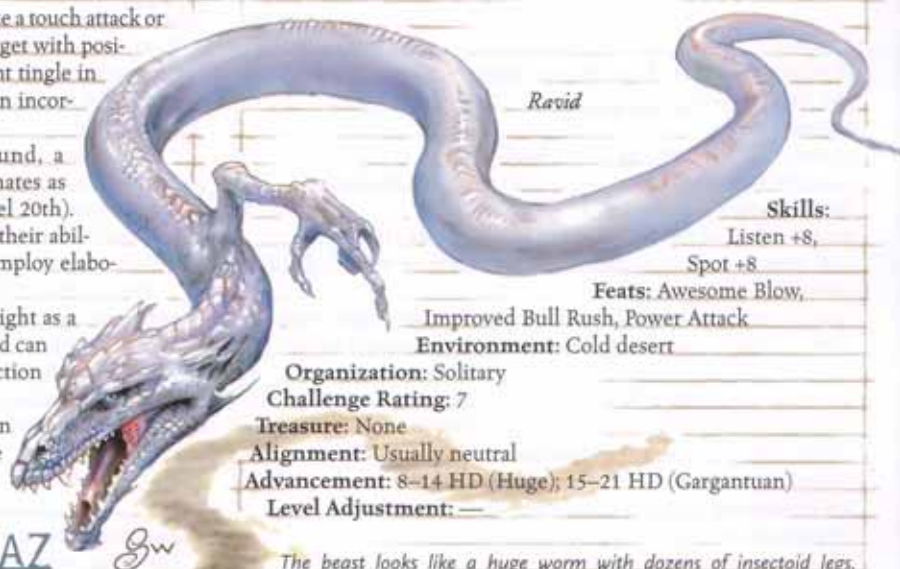 e a touch attack or
get with posi-
nt tingle in
n incor-
und, a
nates as
el 20th).
their abil-
mploy elabo-
ight as a
d can
ction
n
e
AZ
Ravid
Skills:
Listen +8,
Spot +8
Feats: Awesome Blow,
Improved Bull Rush, Power Attack
Environment: Cold desert
Organization: Solitary
Challenge Rating: 7
Treasure: None
Alignment: Usually neutral
Advancement: 8–14 HD (Huge); 15–21 HD (Gargantuan)
Level Adjustment: —
The beast looks like a huge worm with dozens of insectoid legs.